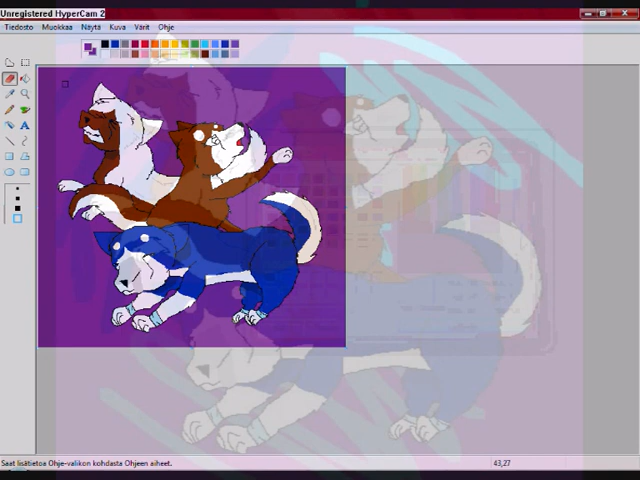 Unregistered HyperCam 2
Tiedosto Muokkaa Näytä Kuva Värit Ohje
A
Saat lisätietoa Ohje-valikon kohdasta Ohjeen aiheet.
43,27